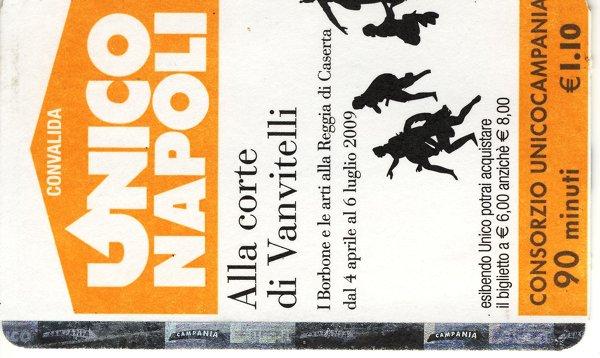 CONVALIDA
UNICO
NAPOLI
Alla corte
di Vanvitelli
I Borbone e le arti alla Reggia di Caserta
dal 4 aprile al 6 luglio 2009
esibendo Unico potrai acquistare
il biglietto a € 6,00 anzichè € 8,00
CONSORZIO UNICOCAMPANIA
90 minuti €1.10
CAMPANIA
CAMPANIA